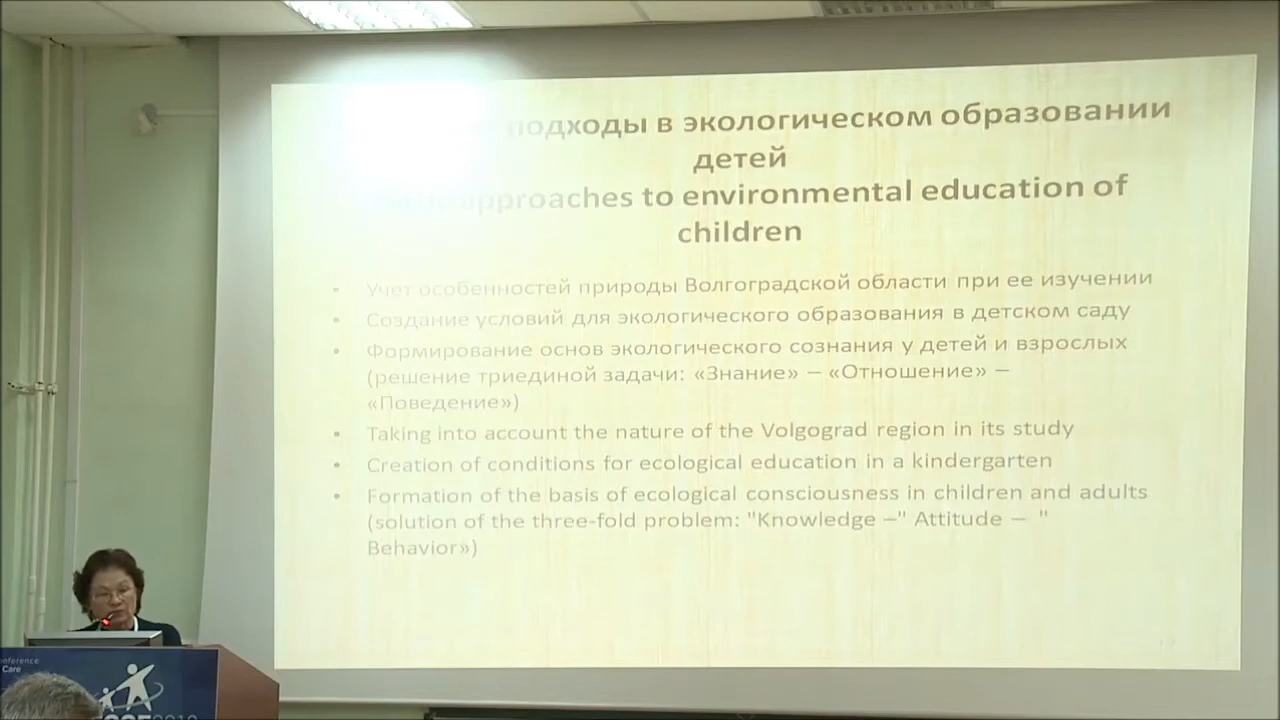 подходы в экологическом образовании
детей
approaches to environmental education of
children
• Учет особенностей природы Волгоградской области при ее изучении
• Создание условий для экологического образования в детском саду
• Формирование основ экологического сознания у детей и взрослых
(решение триединой задачи: «Знание» – «Отношение» –
«Поведение»)
• Taking into account the nature of the Volgograd region in its study
• Creation of conditions for ecological education in a kindergarten
• Formation of the basis of ecological consciousness in children and adults
(solution of the three-fold problem: "Knowledge –" Attitude – "
Behavior»)
Care